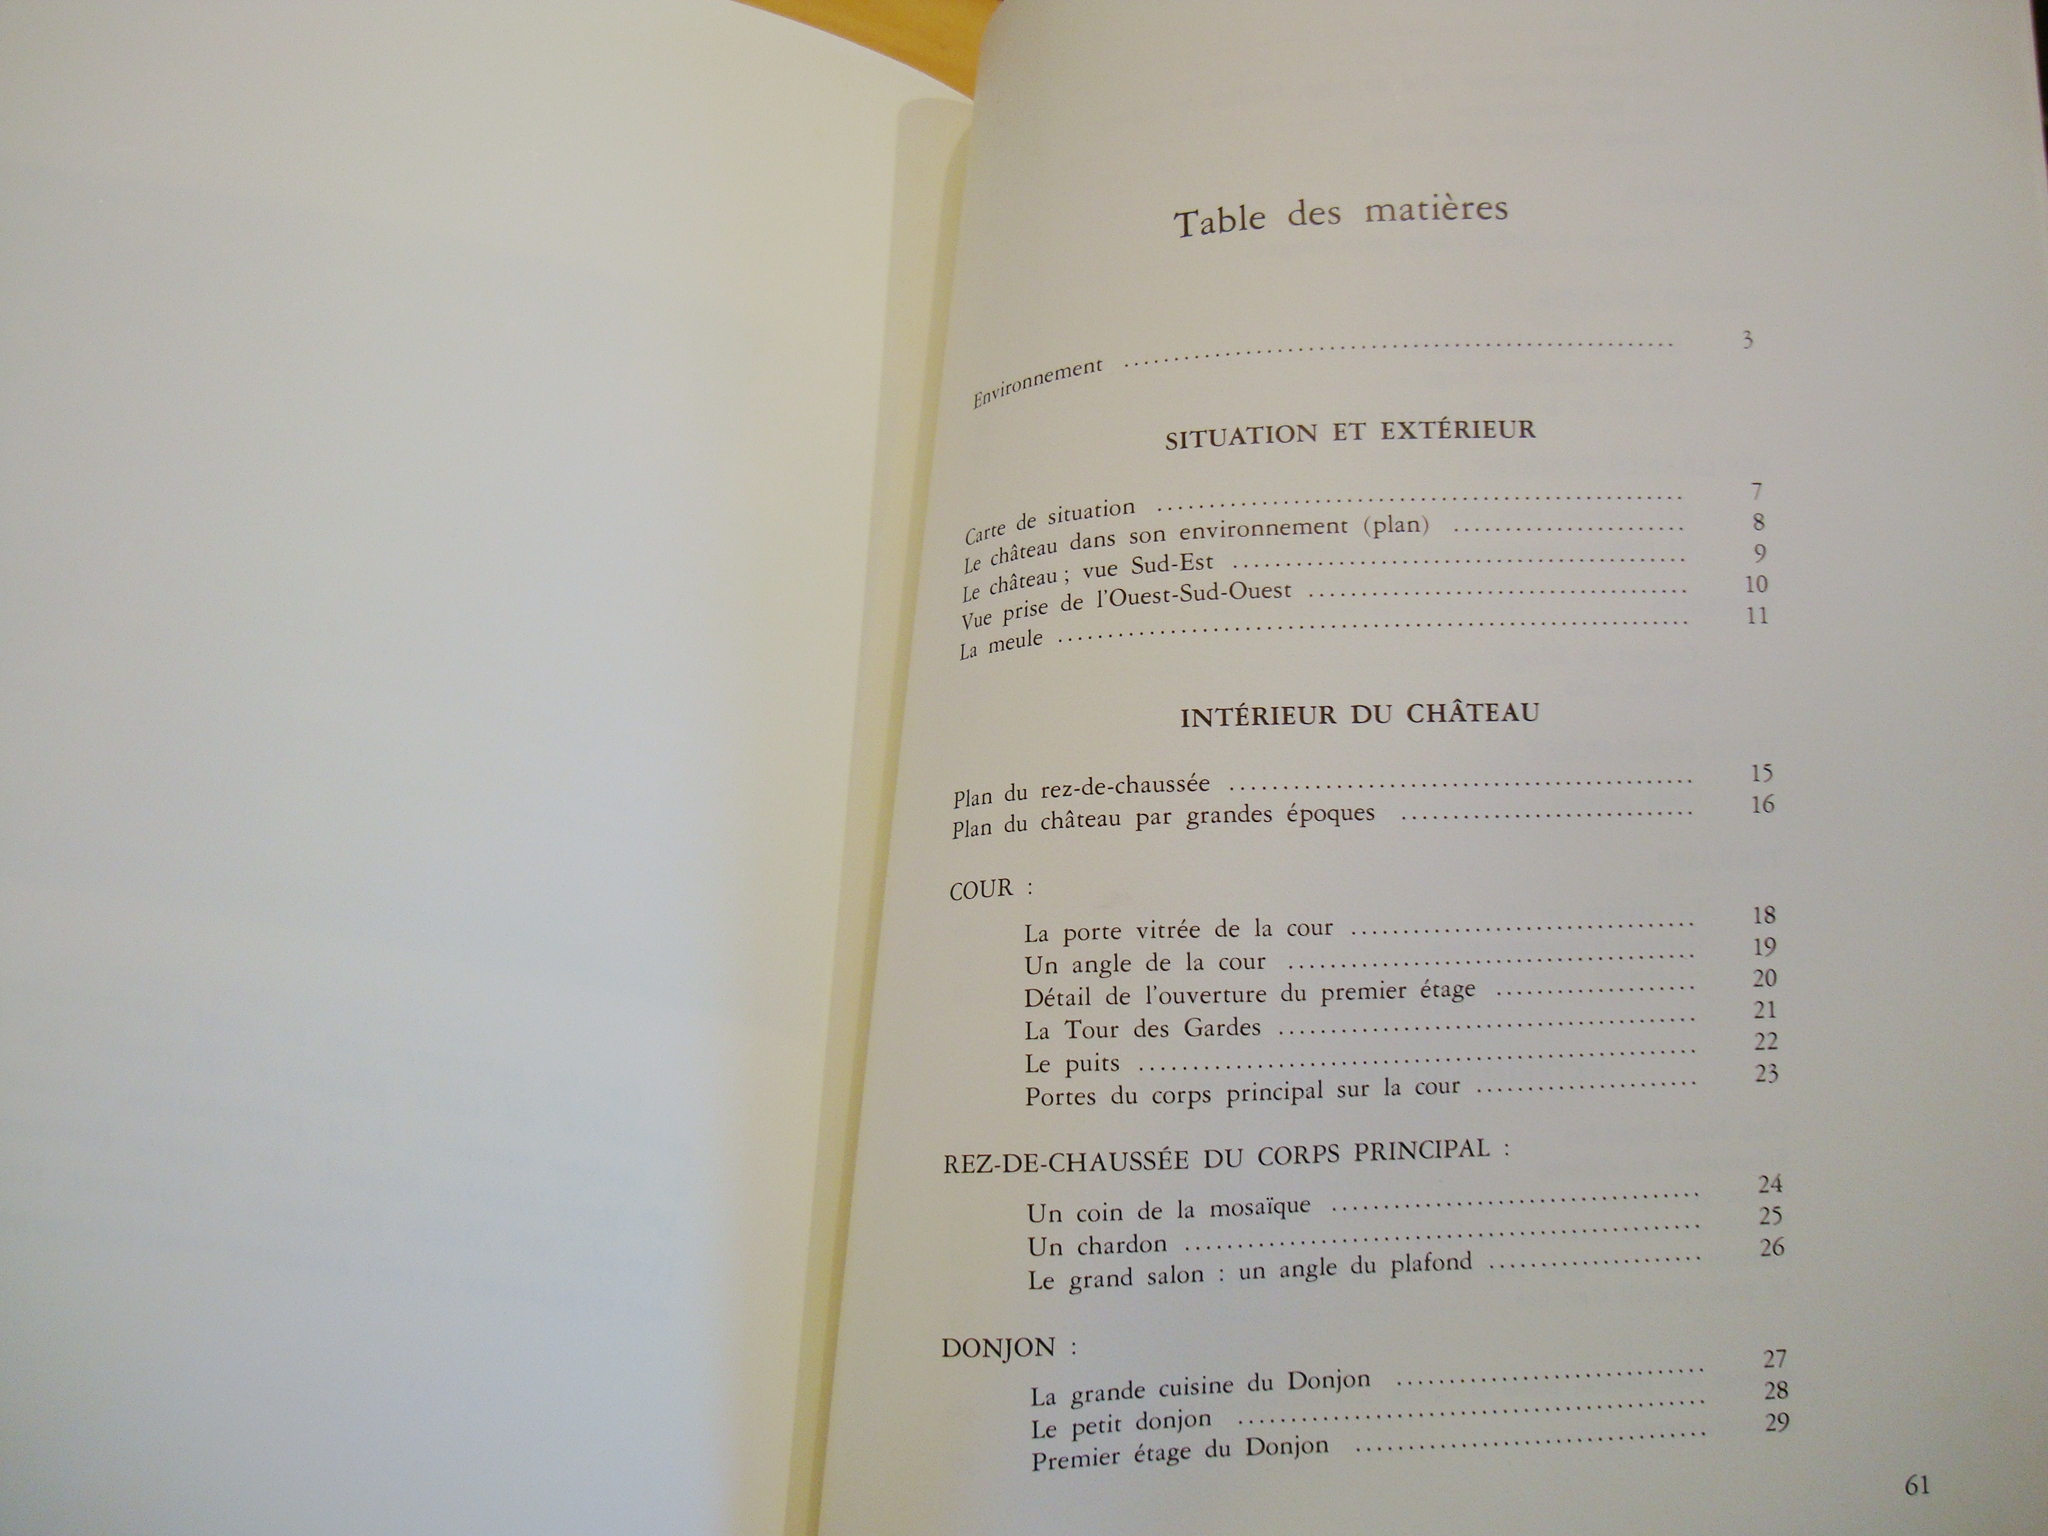 Table des matières
Environnement ........ 3
SITUATION ET EXTÉRIEUR
Carte de situation ........ 7
Le château dans son environnement (plan) ........ 8
Le château ; vue Sud-Est ........ 9
Vue prise de l'Ouest-Sud-Ouest ........ 10
La meule ........ 11
INTÉRIEUR DU CHÂTEAU
Plan du rez-de-chaussée ........ 15
Plan du château par grandes époques ........ 16
COUR :
La porte vitrée de la cour ........ 18
Un angle de la cour ........ 19
Détail de l'ouverture du premier étage ........ 20
La Tour des Gardes ........ 21
Le puits ........ 22
Portes du corps principal sur la cour ........ 23
REZ-DE-CHAUSSÉE DU CORPS PRINCIPAL :
Un coin de la mosaïque ........ 24
Un chardon ........ 25
Le grand salon : un angle du plafond ........ 26
DONJON :
La grande cuisine du Donjon ........ 27
Le petit donjon ........ 28
Premier étage du Donjon ........ 29
61